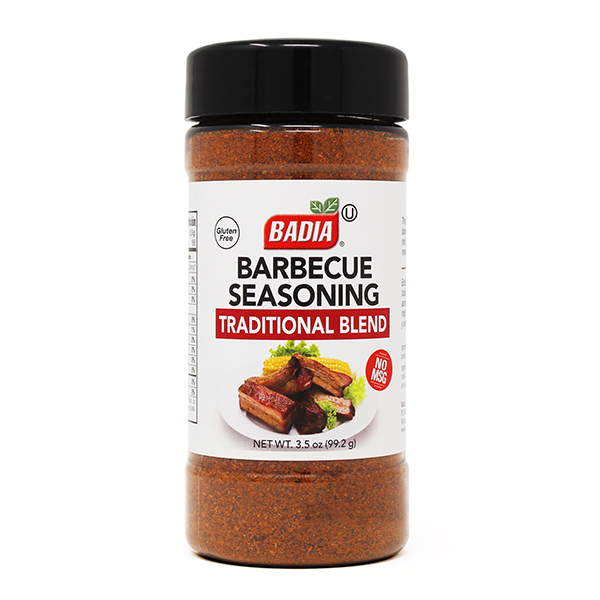 Gluten
Free
U
BADIA
®
BARBECUE
SEASONING
TRADITIONAL BLEND
NO
MSG
NET WT. 3.5 oz (99.2 g)